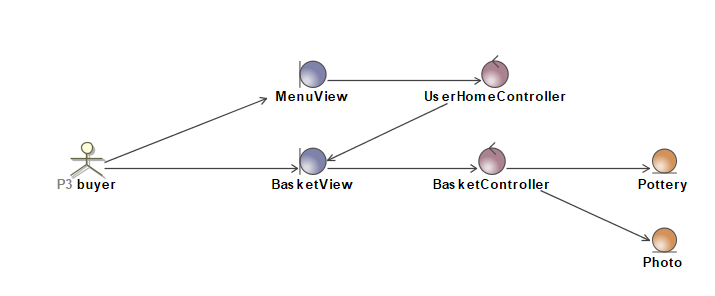 MenuView
UserHomeController
P3 buyer
BasketView
BasketController
Pottery
Photo